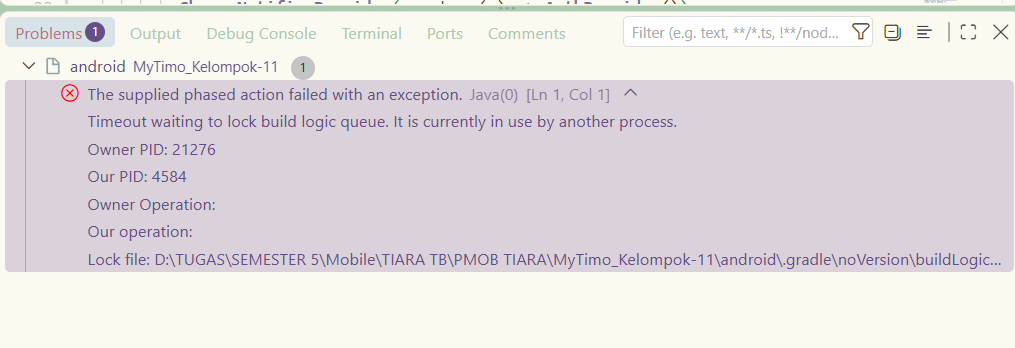 Problems 1 Output Debug Console Terminal Ports Comments Filter (e.g. text, **/*.ts, !**/nod...
android MyTimo_Kelompok-11 1
The supplied phased action failed with an exception. Java(0) [Ln 1, Col 1]
Timeout waiting to lock build logic queue. It is currently in use by another process.
Owner PID: 21276
Our PID: 4584
Owner Operation:
Our operation:
Lock file: D:\TUGAS\SEMESTER 5\Mobile\TIARA TB\PMOB TIARA\MyTimo_Kelompok-11\android\.gradle\noVersion\buildLogic...